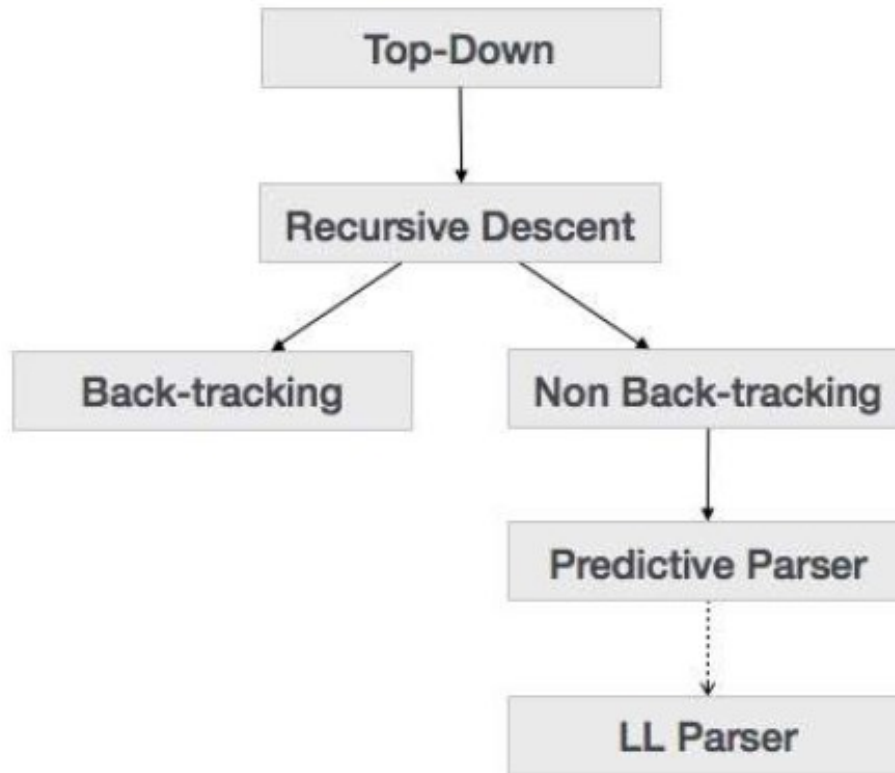 Top-Down
Recursive Descent
Back-tracking
Non Back-tracking
Predictive Parser
LL Parser